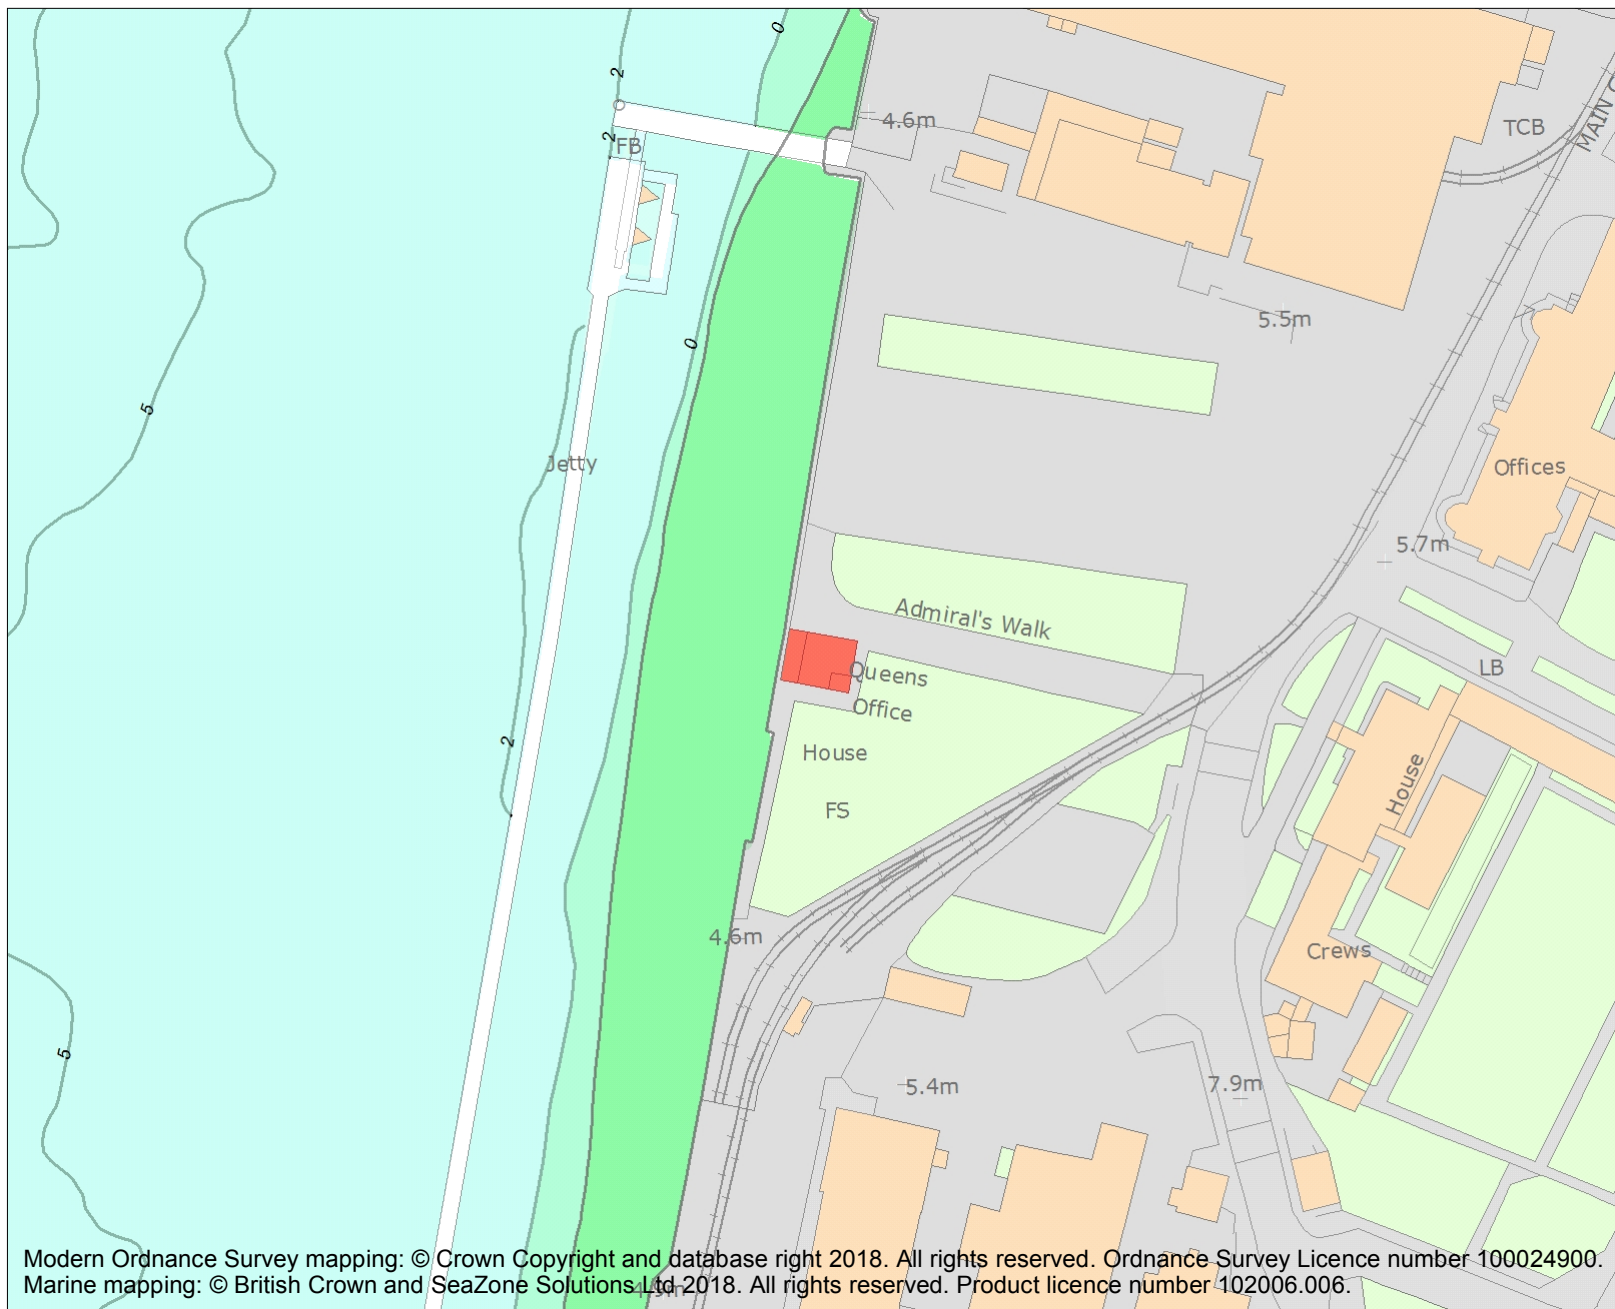 0
2
4.6m
TCB
MAIN
2
FB
5.5m
0
5
Jetty
Offices
5.7m
Admiral's Walk
Queens
LB
Office
2
House
House
FS
4.6m
Crews
5
5.4m
7.9m
Modern Ordnance Survey mapping: © Crown Copyright and database right 2018. All rights reserved. Ordnance Survey Licence number 100024900.
Marine mapping: © British Crown and SeaZone Solutions Ltd 2018. All rights reserved. Product licence number 102006.006.